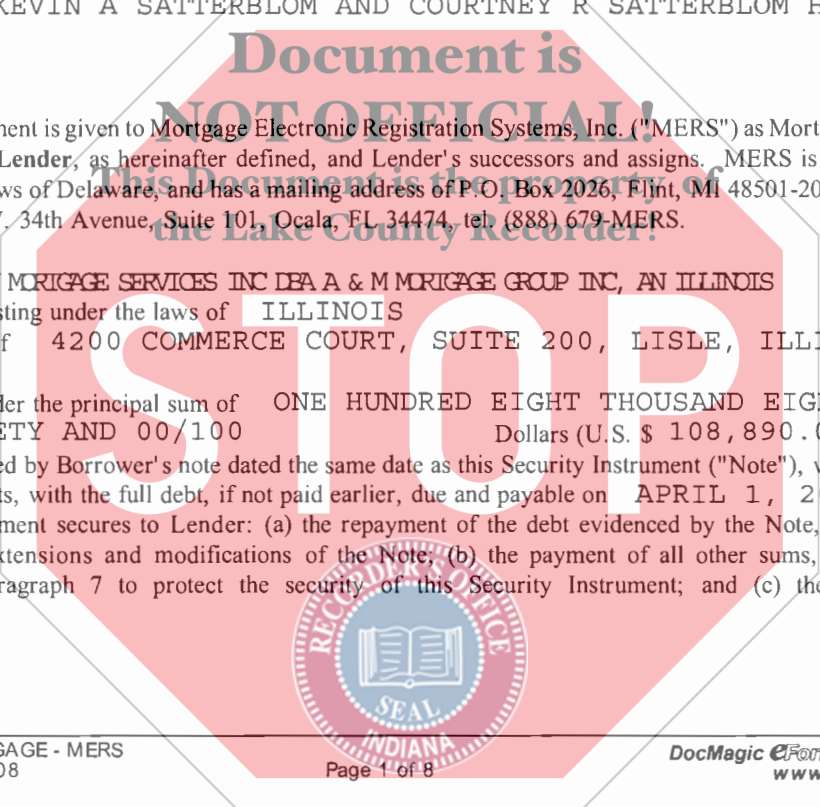 KEVIN A SATTERBLOM AND COURTNEY R SATTERBLOM H
Document is
NOT OFFICIAL!
ment is given to Mortgage Electronic Registration Systems, Inc. ("MERS") as Mort
Lender, as hereinafter defined, and Lender's successors and assigns. MERS is
This Document is the property of
ws of Delaware, and has a mailing address of P.O. Box 2026, Flint, MI 48501-20
the Lake County Recorder!
. 34th Avenue, Suite 101, Ocala, FL 34474, tel. (888) 679-MERS.
MORTGAGE SERVICES INC DBA A & M MORTGAGE GROUP INC, AN ILLINOIS
sting under the laws of ILLINOIS
f 4200 COMMERCE COURT, SUITE 200, LISLE, ILLI
STOP
der the principal sum of ONE HUNDRED EIGHT THOUSAND EIG
ETY AND 00/100 Dollars (U.S. $ 108,890.0
ed by Borrower's note dated the same date as this Security Instrument ("Note"), w
ts, with the full debt, if not paid earlier, due and payable on APRIL 1, 2
ment secures to Lender: (a) the repayment of the debt evidenced by the Note,
xtensions and modifications of the Note; (b) the payment of all other sums,
ragraph 7 to protect the security of this Security Instrument; and (c) the
RECORDER'S OFFICE
SEAL
INDIANA
GAGE - MERS DocMagic eFor
08 Page 1 of 8 www